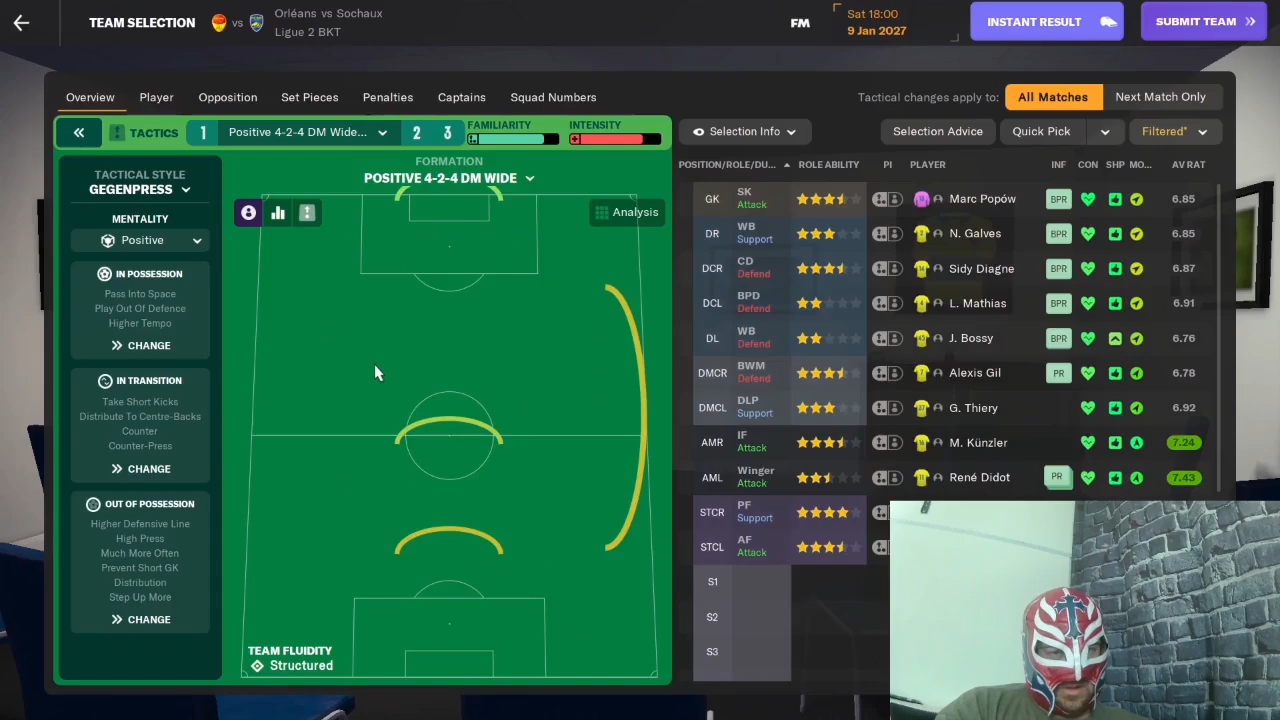 TEAM SELECTION
vs
Orléans vs Sochaux
Ligue 2 BKT
FM
Sat 18:00
9 Jan 2027
INSTANT RESULT
SUBMIT TEAM
Overview
Player
Opposition
Set Pieces
Penalties
Captains
Squad Numbers
Tactical changes apply to:
All Matches
Next Match Only
TACTICS
1
Positive 4-2-4 DM Wide...
2
3
FAMILIARITY
INTENSITY
Selection Info
Selection Advice
Quick Pick
Filtered*
TACTICAL STYLE
GEGENPRESS
MENTALITY
Positive
IN POSSESSION
Pass Into Space
Play Out Of Defence
Higher Tempo
CHANGE
IN TRANSITION
Take Short Kicks
Distribute To Centre-Backs
Counter
Counter-Press
CHANGE
OUT OF POSSESSION
Higher Defensive Line
High Press
Much More Often
Prevent Short GK
Distribution
Step Up More
CHANGE
FORMATION
POSITIVE 4-2-4 DM WIDE
Analysis
TEAM FLUIDITY
Structured
POSITION/ROLE/DU... ROLE ABILITY PI PLAYER INF CON SHP MO... AV RAT
GK SK Attack Marc Popów BPR 6.85
DR WB Support N. Galves BPR 6.85
DCR CD Defend Sidy Diagne BPR 6.87
DCL BPD Defend L. Mathias BPR 6.91
DL WB Defend J. Bossy BPR 6.76
DMCR BWM Defend Alexis Gil PR 6.78
DMCL DLP Support G. Thiery 6.92
AMR IF Attack M. Künzler 7.24
AML Winger Attack René Didot PR 7.43
STCR PF Support
STCL AF Attack
S1
S2
S3